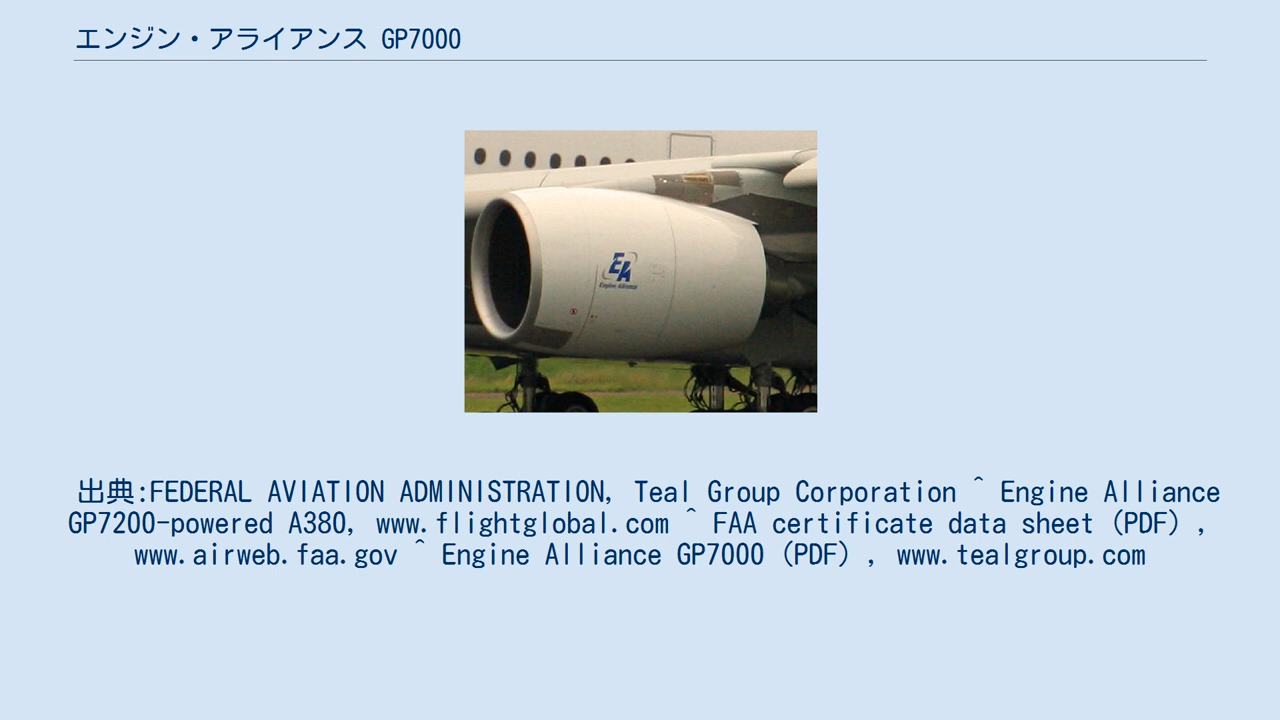 エンジン・アライアンス GP7000
EA
Engine Alliance
出典:FEDERAL AVIATION ADMINISTRATION, Teal Group Corporation ^ Engine Alliance
GP7200-powered A380, www.flightglobal.com ^ FAA certificate data sheet (PDF) ,
www.airweb.faa.gov ^ Engine Alliance GP7000 (PDF) , www.tealgroup.com